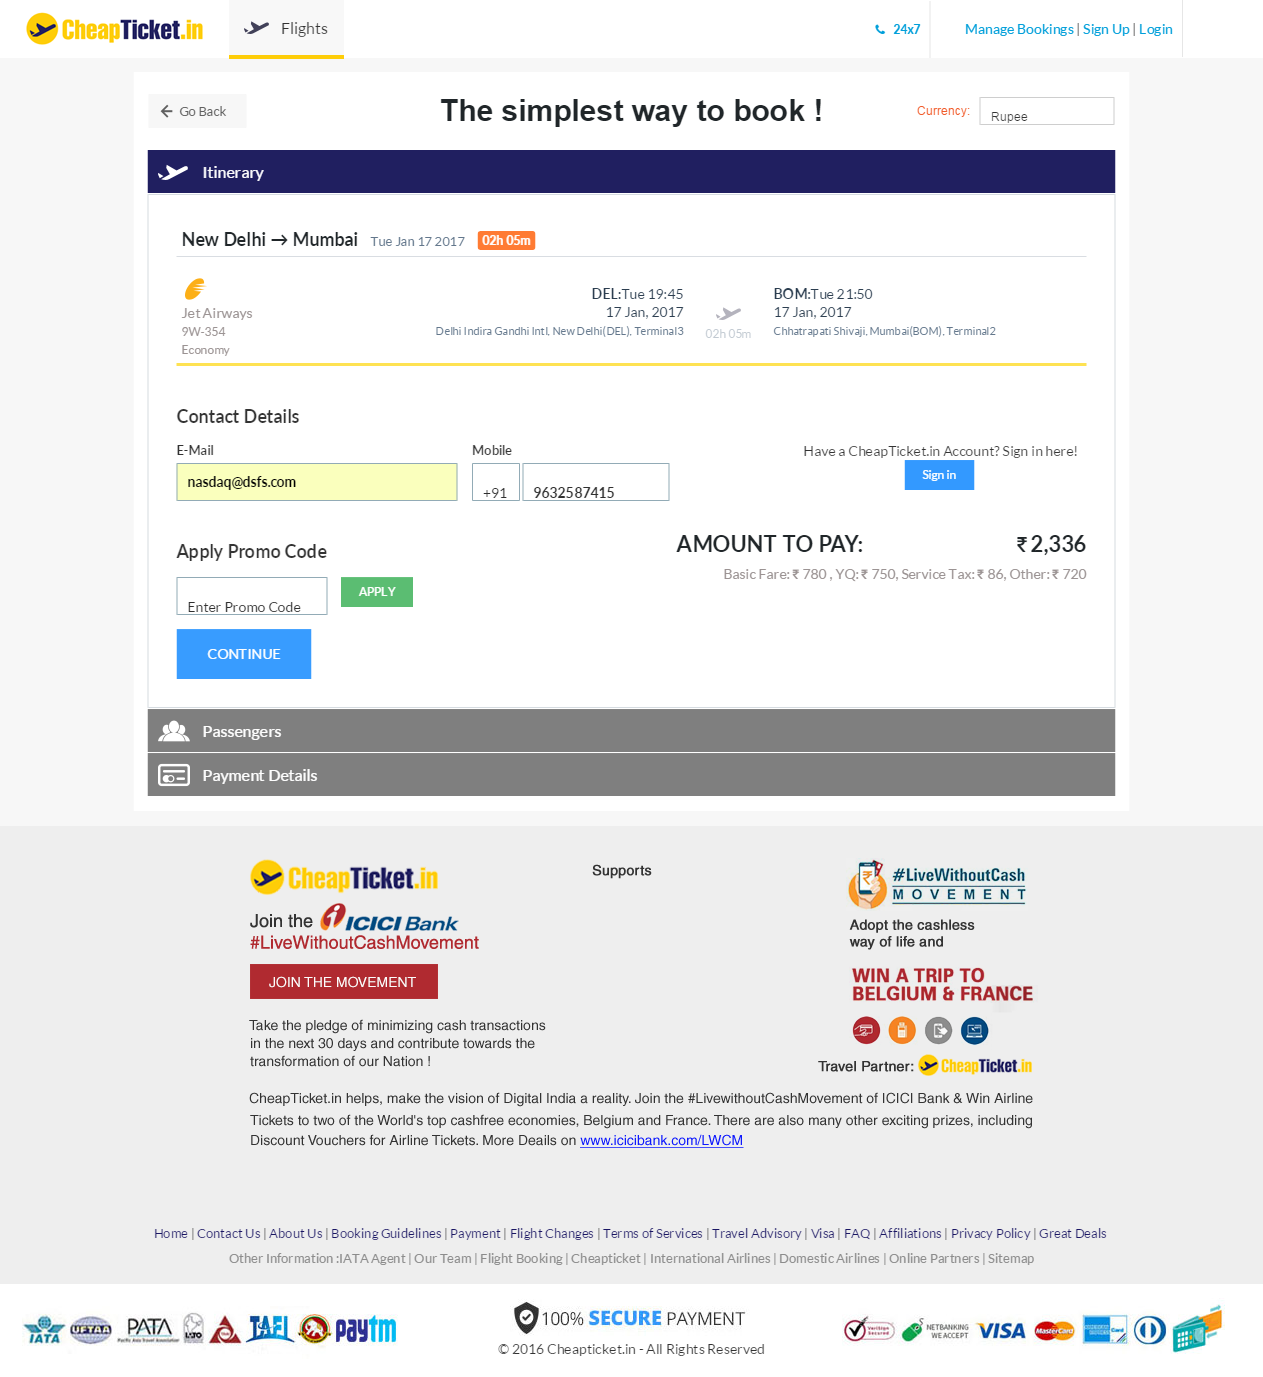 CheapTicket.in
Flights
24x7
Manage Bookings | Sign Up | Login
Go Back
The simplest way to book !
Currency:
Rupee
Itinerary
New Delhi → Mumbai Tue Jan 17 2017 02h 05m
Jet Airways
9W-354
Economy
DEL:Tue 19:45
17 Jan, 2017
Delhi Indira Gandhi Intl, New Delhi(DEL), Terminal3
02h 05m
BOM:Tue 21:50
17 Jan, 2017
Chhatrapati Shivaji, Mumbai(BOM), Terminal2
Contact Details
E-Mail
nasdaq@dsfs.com
Mobile
+91
9632587415
Have a CheapTicket.in Account? Sign in here!
Sign in
Apply Promo Code
Enter Promo Code
APPLY
AMOUNT TO PAY: ₹ 2,336
Basic Fare: ₹ 780 , YQ: ₹ 750, Service Tax: ₹ 86, Other: ₹ 720
CONTINUE
Passengers
Payment Details
CheapTicket.in
Join the ICICI Bank
#LiveWithoutCashMovement
JOIN THE MOVEMENT
Take the pledge of minimizing cash transactions
in the next 30 days and contribute towards the
transformation of our Nation !
Supports
#LiveWithoutCash
MOVEMENT
Adopt the cashless
way of life and
WIN A TRIP TO
BELGIUM & FRANCE
Travel Partner: CheapTicket.in
CheapTicket.in helps, make the vision of Digital India a reality. Join the #LivewithoutCashMovement of ICICI Bank & Win Airline
Tickets to two of the World's top cashfree economies, Belgium and France. There are also many other exciting prizes, including
Discount Vouchers for Airline Tickets. More Deails on www.icicibank.com/LWCM
Home | Contact Us | About Us | Booking Guidelines | Payment | Flight Changes | Terms of Services | Travel Advisory | Visa | FAQ | Affiliations | Privacy Policy | Great Deals
Other Information :IATA Agent | Our Team | Flight Booking | Cheapticket | International Airlines | Domestic Airlines | Online Partners | Sitemap
IATA
UFTAA
PATA
Pacific Asia Travel Association
IATO
TAFI
paytm
100% SECURE PAYMENT
© 2016 Cheapticket.in - All Rights Reserved
VeriSign
Secured
NETBANKING
WE ACCEPT
VISA
MasterCard